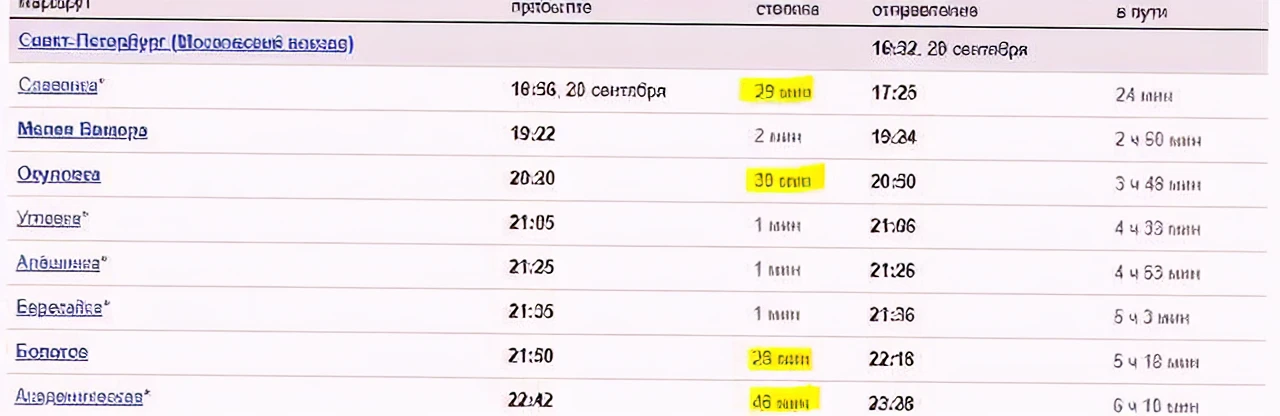 маршрут прибытие стоянка отправление в пути
Санкт-Петербург (Московский вокзал) 16:32, 20 сентября
Славянка* 16:56, 20 сентября 29 мин 17:25 24 мин
Малая Вишера 19:22 2 мин 19:24 2 ч 50 мин
Окуловка 20:20 30 мин 20:50 3 ч 48 мин
Угловка* 21:05 1 мин 21:06 4 ч 33 мин
Алёшинка* 21:25 1 мин 21:26 4 ч 53 мин
Березайка* 21:35 1 мин 21:36 5 ч 3 мин
Бологое 21:50 26 мин 22:16 5 ч 18 мин
Академическая* 22:42 46 мин 23:28 6 ч 10 мин